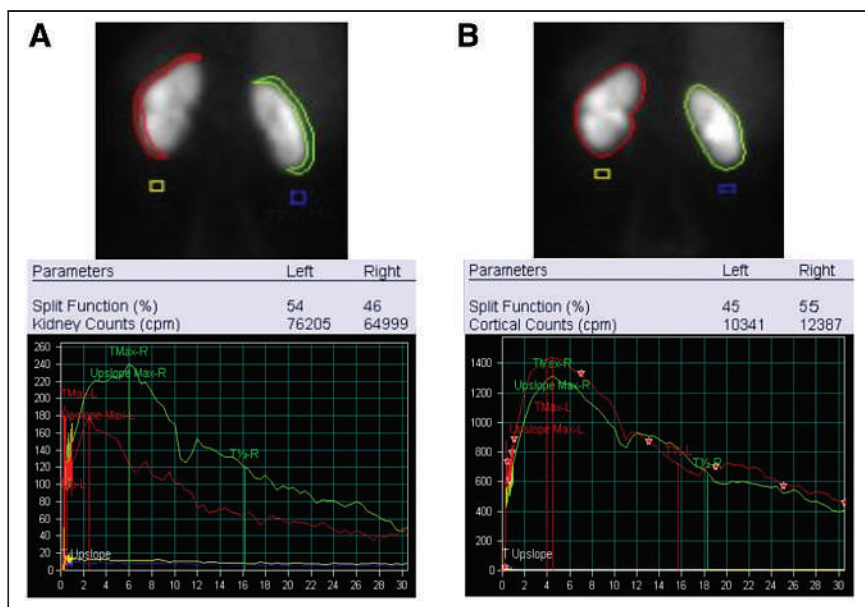 A
B
Parameters Left Right
Split Function (%) 54 46
Kidney Counts (cpm) 76205 64999
260
240
220
200
180
160
140
120
100
80
60
40
20
0
TMax-R
Upslope Max-R
TMax-L
Upslope Max-L
T½-R
T Upslope
0 2 4 6 8 10 12 14 16 18 20 22 24 26 28 30
Parameters Left Right
Split Function (%) 45 55
Cortical Counts (cpm) 10341 12387
1400
1200
1000
800
600
400
200
0
TMax-R
Upslope Max-R
TMax-L
Upslope Max-L
T½-R
T Upslope
0 2 4 6 8 10 12 14 16 18 20 22 24 26 28 30